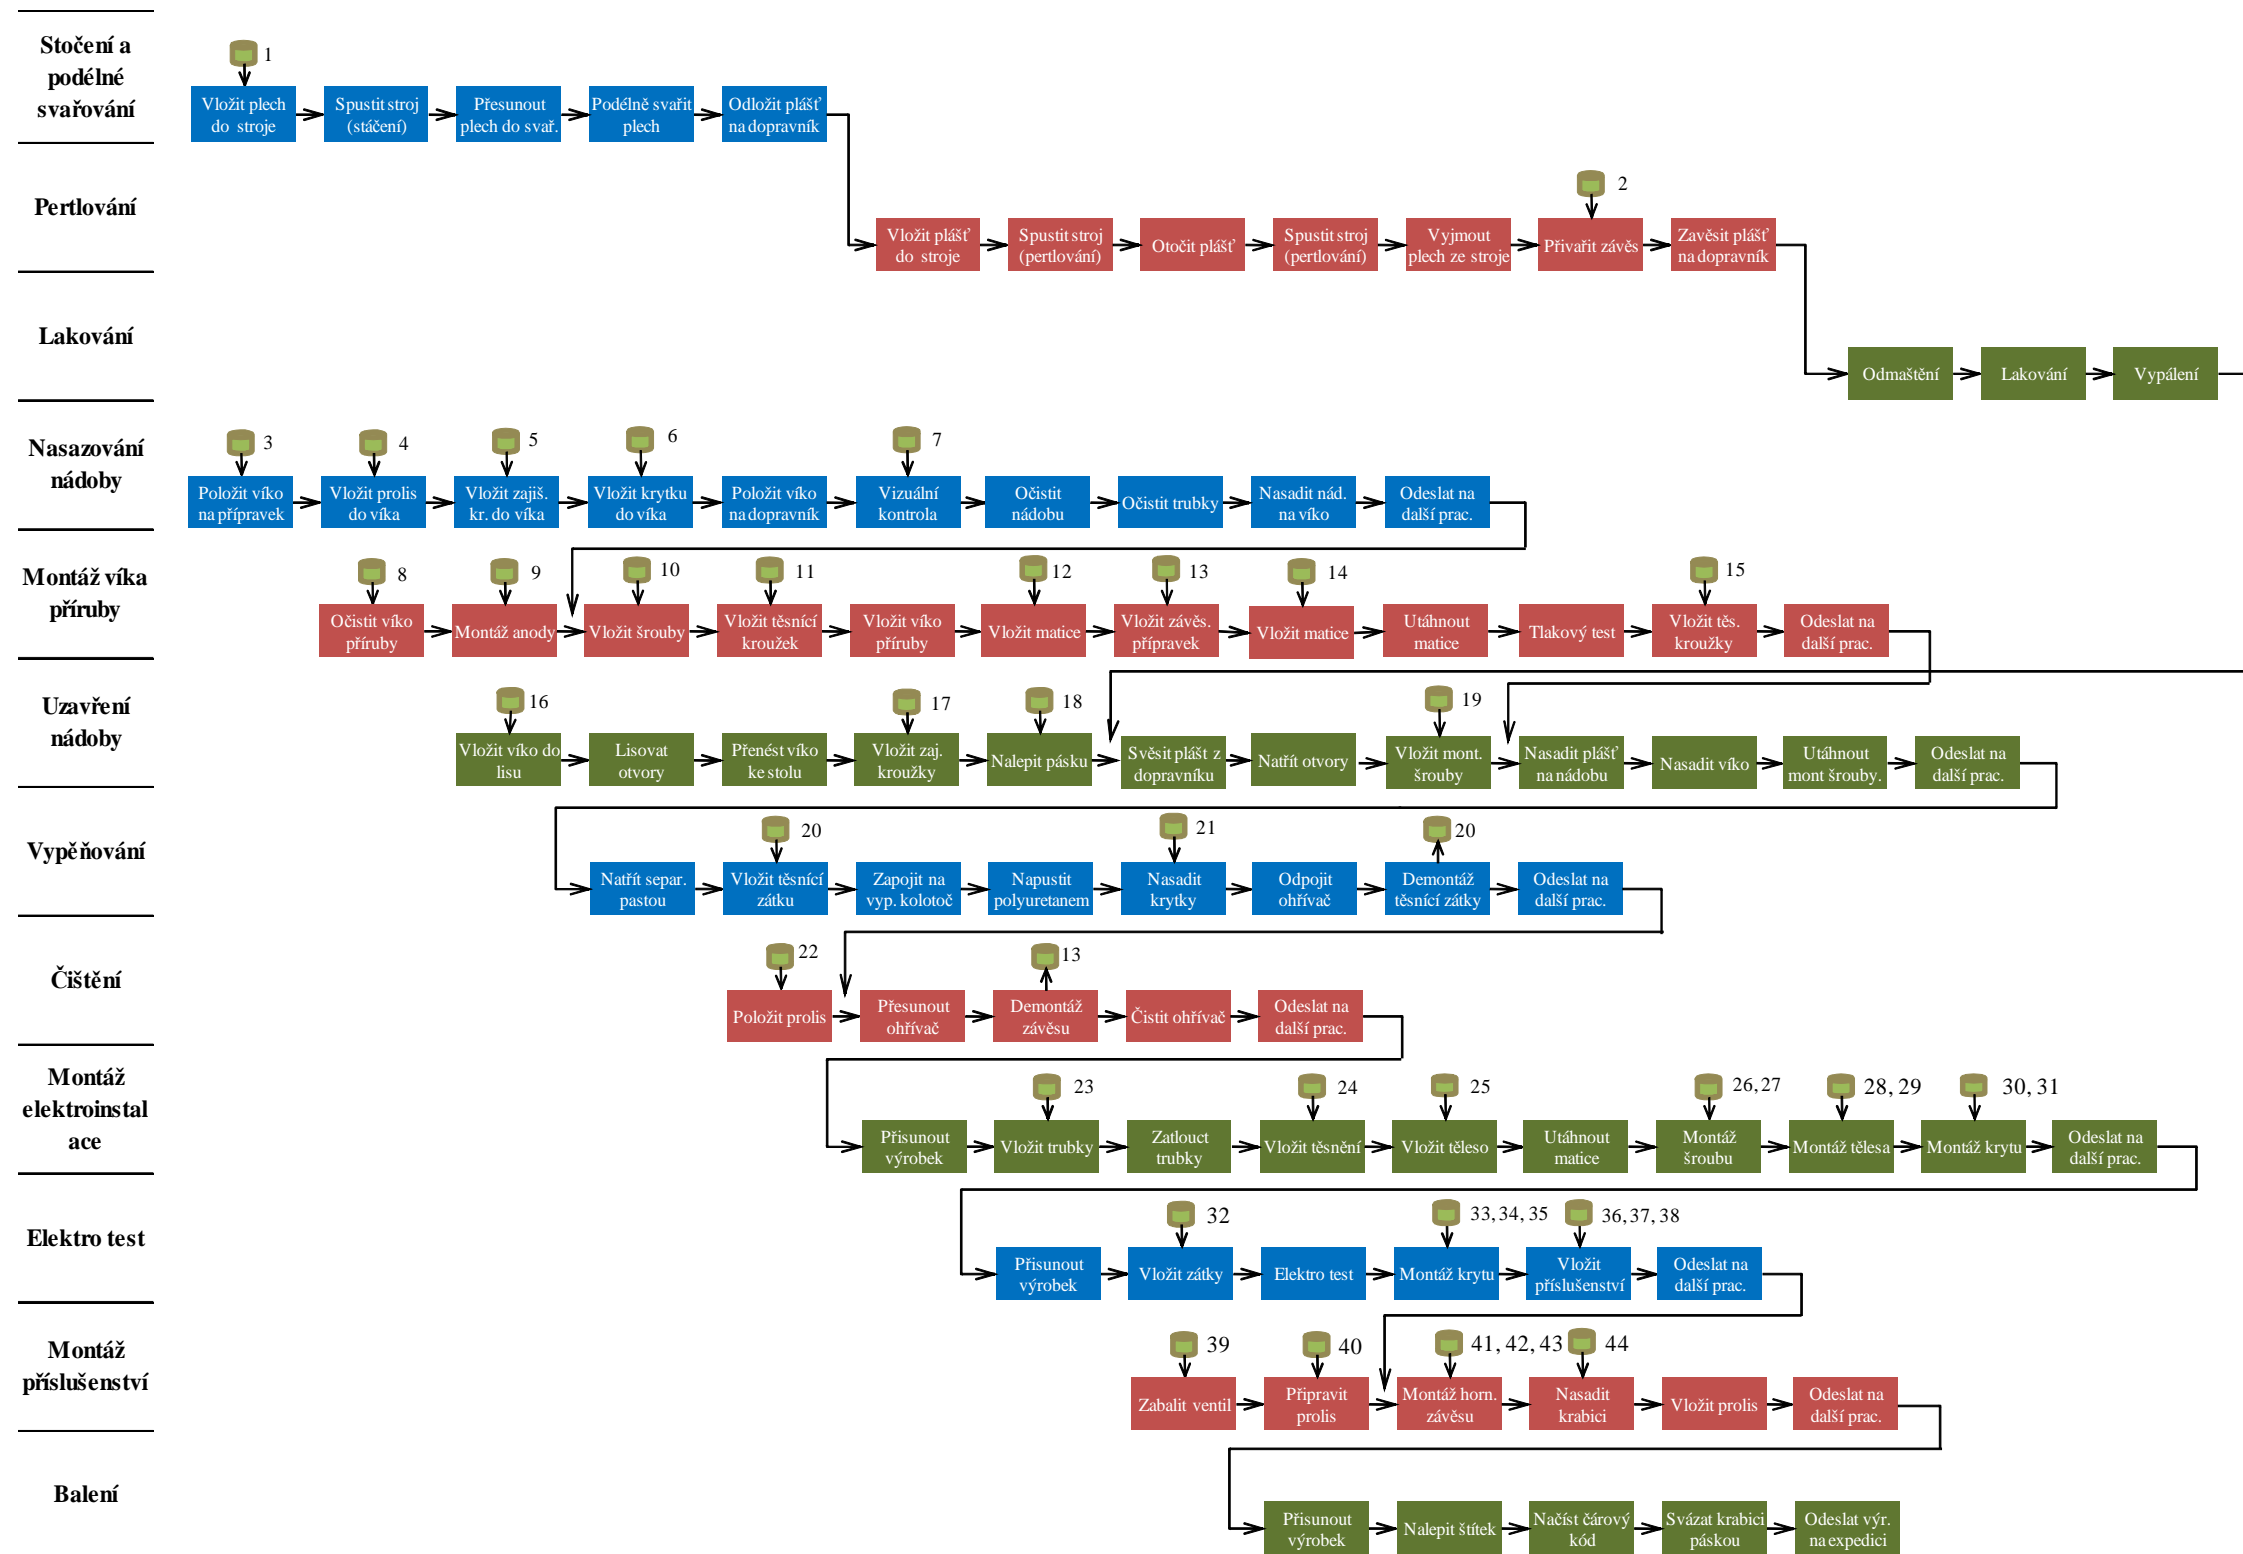 Stočení a
podélné
svařování
1
Vložit plech
do stroje
Spustit stroj
(stáčení)
Přesunout
plech do svař.
Podélně svařit
plech
Odložit plášť
na dopravník
Pertlování
2
Vložit plášť
do stroje
Spustit stroj
(pertlování)
Otočit plášť
Spustit stroj
(pertlování)
Vyjmout
plech ze stroje
Přivařit závěs
Zavěsit plášť
na dopravník
Lakování
Odmaštění
Lakování
Vypálení
Nasazování
nádoby
3
4
5
6
7
Položit víko
na přípravek
Vložit prolis
do víka
Vložit zajiš.
kr. do víka
Vložit krytku
do víka
Položit víko
na dopravník
Vizuální
kontrola
Očistit
nádobu
Očistit trubky
Nasadit nád.
na víko
Odeslat na
další prac.
Montáž víka
příruby
8
9
10
11
12
13
14
15
Očistit víko
příruby
Montáž anody
Vložit šrouby
Vložit těsnící
kroužek
Vložit víko
příruby
Vložit matice
Vložit závěs.
přípravek
Vložit matice
Utáhnout
matice
Tlakový test
Vložit těs.
kroužky
Odeslat na
další prac.
Uzavření
nádoby
16
17
18
19
Vložit víko do
lisu
Lisovat
otvory
Přenést víko
ke stolu
Vložit zaj.
kroužky
Nalepit pásku
Svěsit plášt z
dopravníku
Natřít otvory
Vložit mont.
šrouby
Nasadit plášť
na nádobu
Nasadit víko
Utáhnout
mont šrouby.
Odeslat na
další prac.
Vypěňování
20
21
20
Natřít separ.
pastou
Vložit těsnící
zátku
Zapojit na
vyp. kolotoč
Napustit
polyuretanem
Nasadit
krytky
Odpojit
ohřívač
Demontáž
těsnící zátky
Odeslat na
další prac.
Čištění
22
13
Položit prolis
Přesunout
ohřívač
Demontáž
závěsu
Čistit ohřívač
Odeslat na
další prac.
Montáž
elektroinstal
ace
23
24
25
26, 27
28, 29
30, 31
Přisunout
výrobek
Vložit trubky
Zatlouct
trubky
Vložit těsnění
Vložit těleso
Utáhnout
matice
Montáž
šroubu
Montáž tělesa
Montáž krytu
Odeslat na
další prac.
Elektro test
32
33, 34, 35
36, 37, 38
Přisunout
výrobek
Vložit zátky
Elektro test
Montáž krytu
Vložit
příslušenství
Odeslat na
další prac.
Montáž
příslušenství
39
40
41, 42, 43
44
Zabalit ventil
Připravit
prolis
Montáž horn.
závěsu
Nasadit
krabici
Vložit prolis
Odeslat na
další prac.
Balení
Přisunout
výrobek
Nalepit štítek
Načíst čárový
kód
Svázat krabici
páskou
Odeslat výr.
na expedici